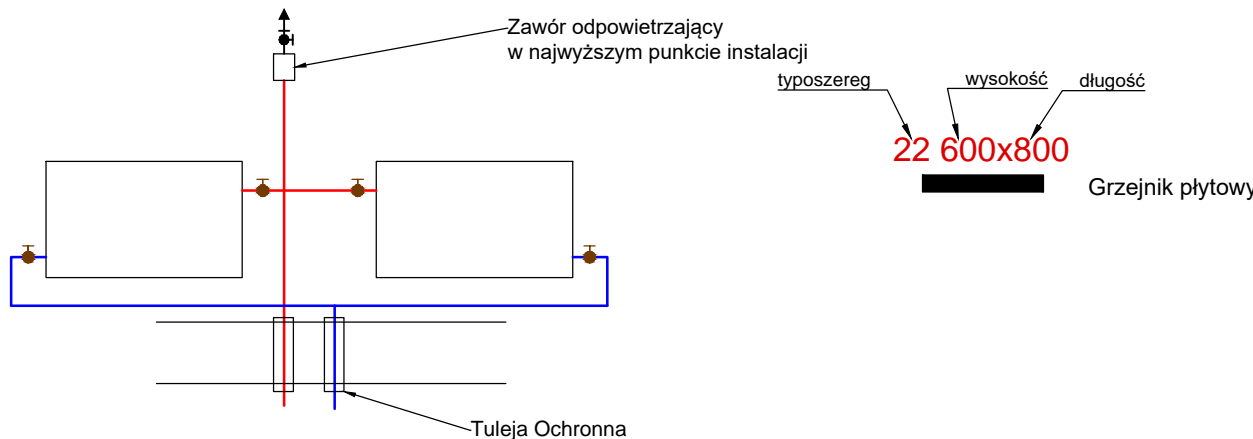 Zawór odpowietrzający
w najwyższym punkcie instalacji
typoszereg
wysokość
długość
22 600x800
Grzejnik płytowy
Tuleja Ochronna